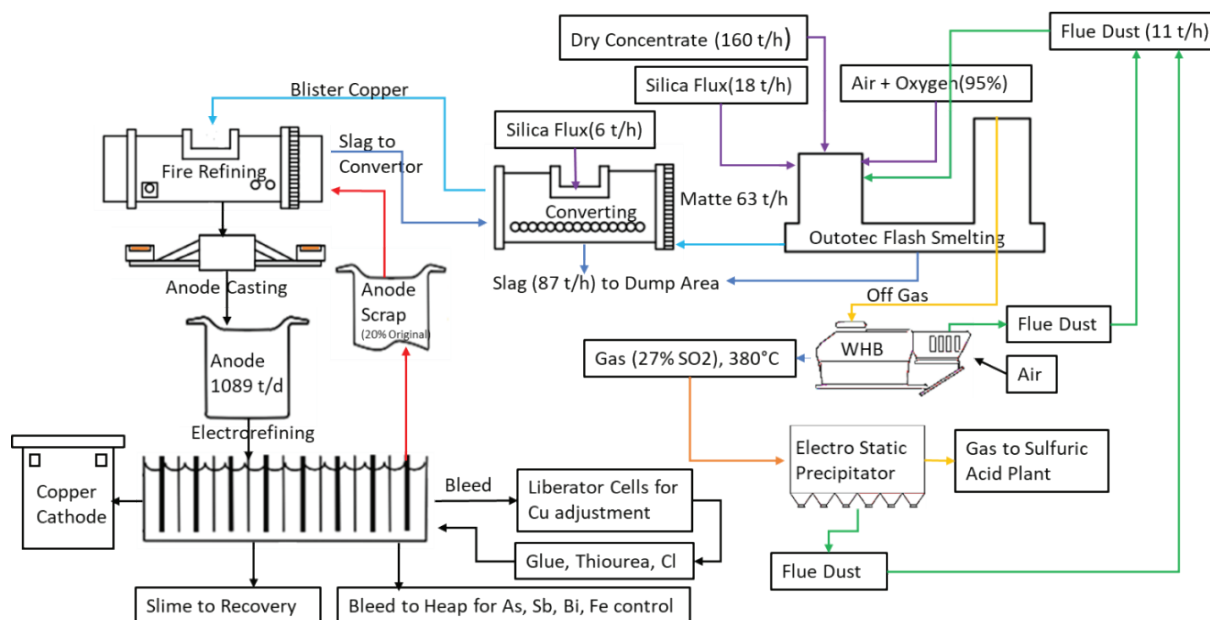 Dry Concentrate (160 t/h)
Flue Dust (11 t/h)
Silica Flux(18 t/h)
Air + Oxygen(95%)
Blister Copper
Silica Flux(6 t/h)
Slag to
Convertor
Fire Refining
Converting
Matte 63 t/h
Outotec Flash Smelting
Slag (87 t/h) to Dump Area
Anode Casting
Anode
Scrap
(20% Original)
Off Gas
Flue Dust
WHB
Gas (27% SO2), 380°C
Air
Anode
1089 t/d
Electrorefining
Electro Static
Precipitator
Gas to Sulfuric
Acid Plant
Copper
Cathode
Bleed
Liberator Cells for
Cu adjustment
Glue, Thiourea, Cl
Flue Dust
Slime to Recovery
Bleed to Heap for As, Sb, Bi, Fe control